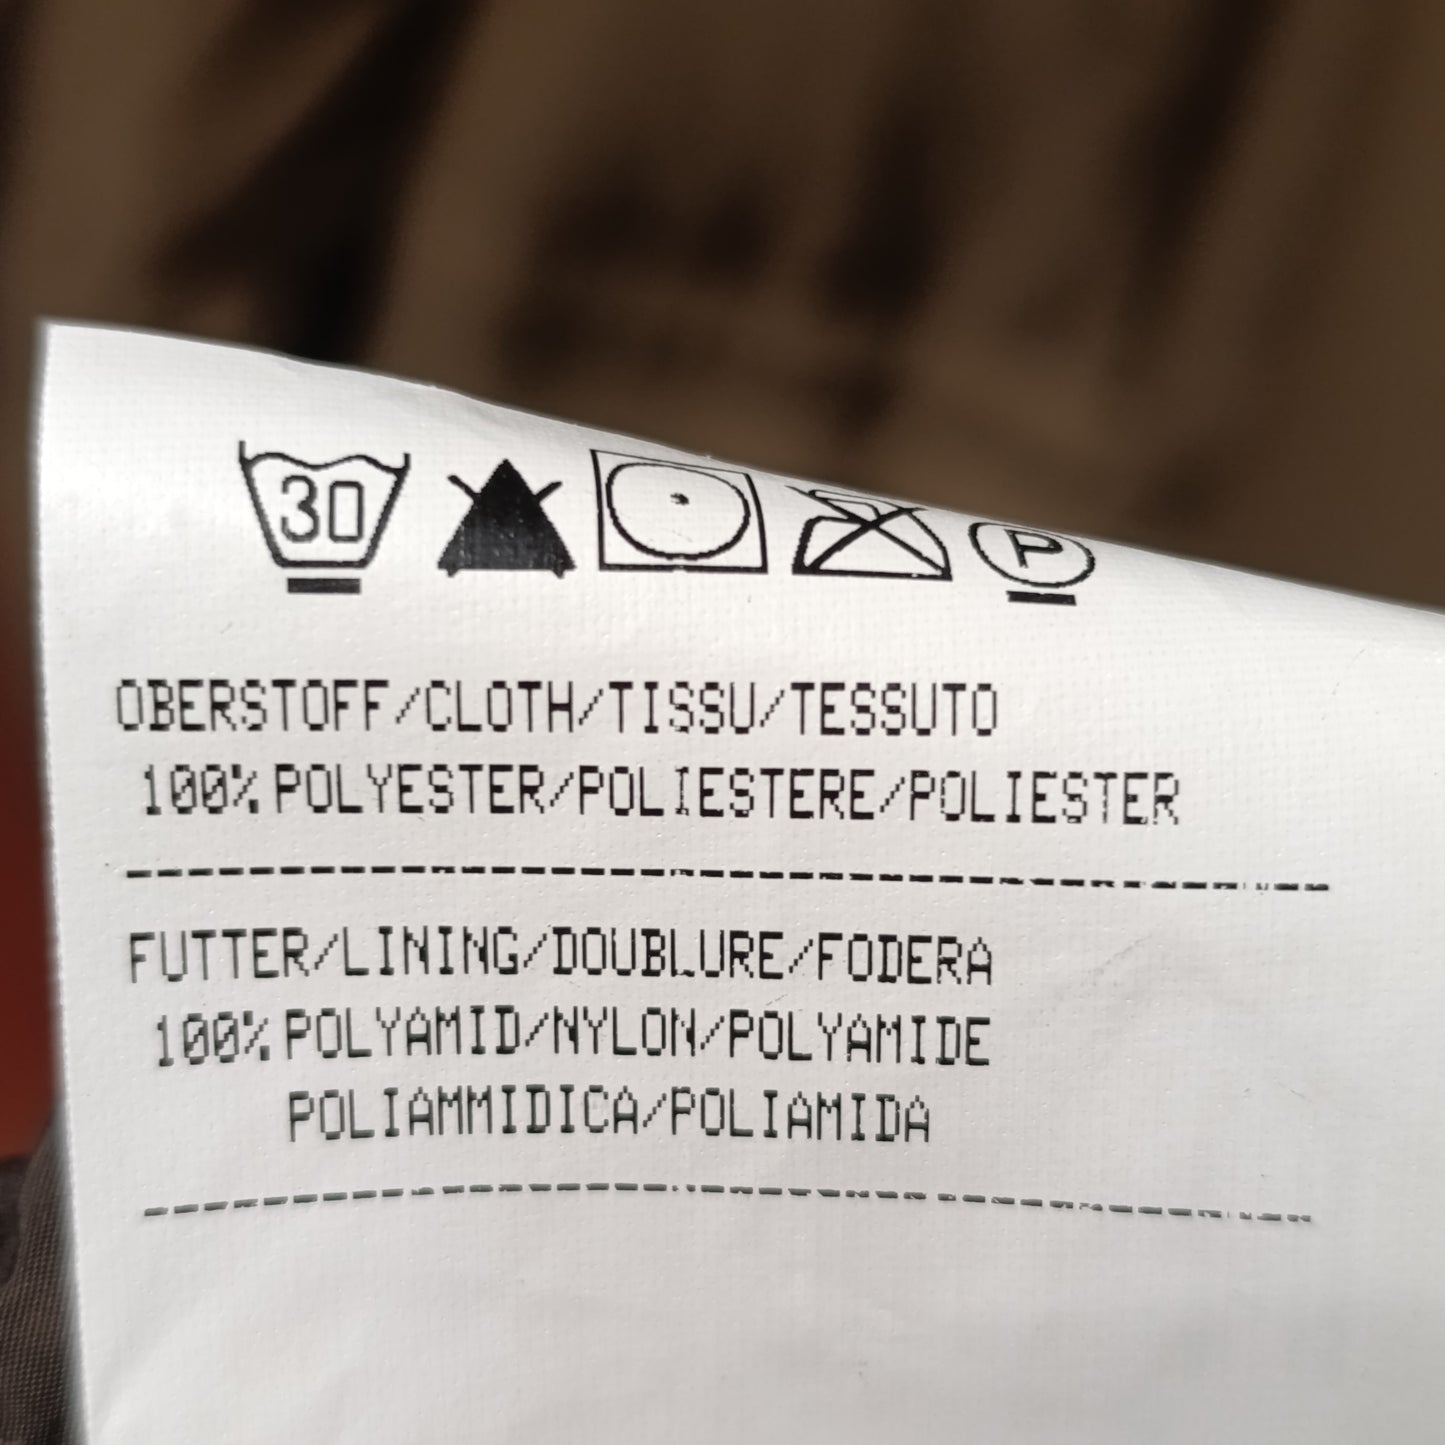 30 P
OBERSTOFF/CLOTH/TISSU/TESSUTO
100% POLYESTER/POLIESTERE/POLIESTER
FUTTER/LINING/DOUBLURE/FODERA
100% POLYAMID/NYLON/POLYAMIDE
POLIAMMIDICA/POLIAMIDA